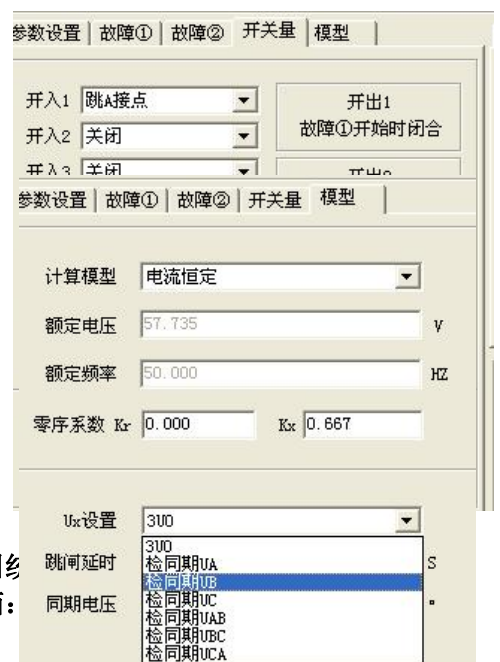 参数设置 故障① 故障② 开关量 模型
开入1 跳A接点 开出1
故障①开始时闭合
开入2 关闭
开入3 关闭
参数设置 故障① 故障② 开关量 模型
计算模型 电流恒定
额定电压 57.735 V
额定频率 50.000 HZ
零序系数 Kr 0.000 Kx 0.667
Ux设置 3U0
跳闸延时 S
同期电压 °
3U0
检同期UA
检同期UB
检同期UC
检同期UAB
检同期UBC
检同期UCA